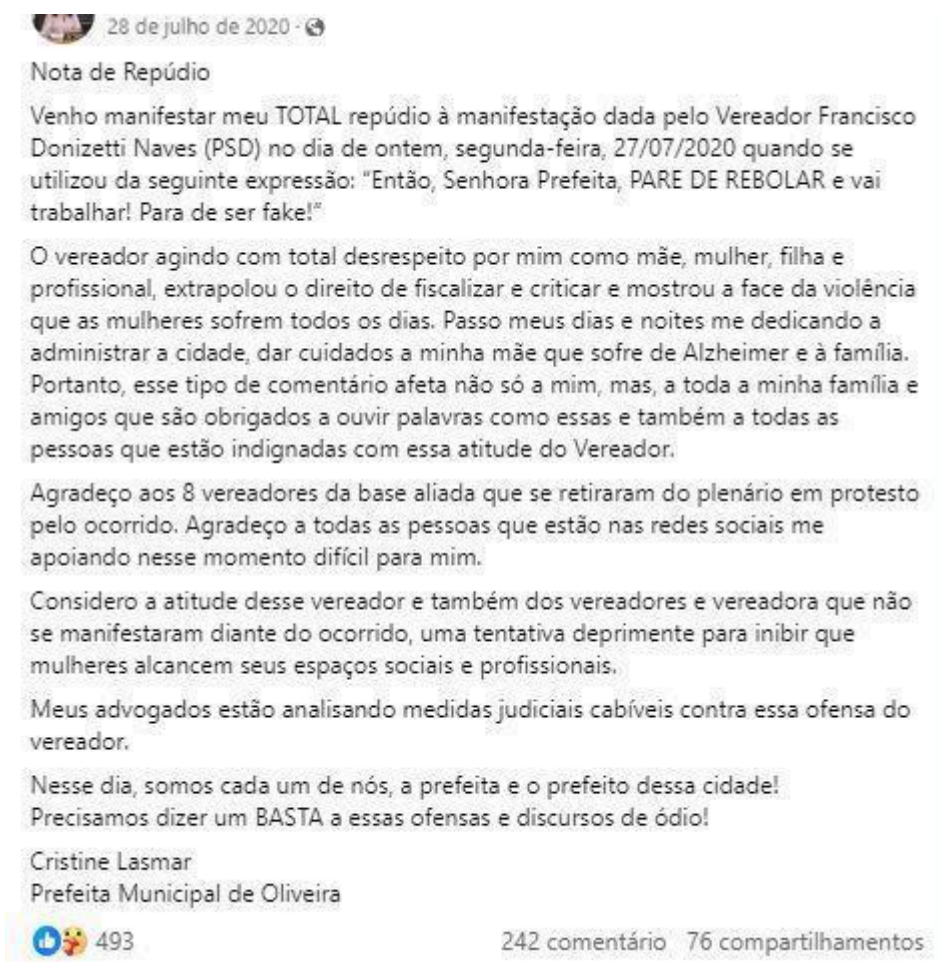 28 de julho de 2020 ·
Nota de Repúdio
Venho manifestar meu TOTAL repúdio à manifestação dada pelo Vereador Francisco
Donizetti Naves (PSD) no dia de ontem, segunda-feira, 27/07/2020 quando se
utilizou da seguinte expressão: "Então, Senhora Prefeita, PARE DE REBOLAR e vai
trabalhar! Para de ser fake!"
O vereador agindo com total desrespeito por mim como mãe, mulher, filha e
profissional, extrapolou o direito de fiscalizar e criticar e mostrou a face da violência
que as mulheres sofrem todos os dias. Passo meus dias e noites me dedicando a
administrar a cidade, dar cuidados a minha mãe que sofre de Alzheimer e à família.
Portanto, esse tipo de comentário afeta não só a mim, mas, a toda a minha família e
amigos que são obrigados a ouvir palavras como essas e também a todas as
pessoas que estão indignadas com essa atitude do Vereador.
Agradeço aos 8 vereadores da base aliada que se retiraram do plenário em protesto
pelo ocorrido. Agradeço a todas as pessoas que estão nas redes sociais me
apoiando nesse momento difícil para mim.
Considero a atitude desse vereador e também dos vereadores e vereadora que não
se manifestaram diante do ocorrido, uma tentativa deprimente para inibir que
mulheres alcancem seus espaços sociais e profissionais.
Meus advogados estão analisando medidas judiciais cabíveis contra essa ofensa do
vereador.
Nesse dia, somos cada um de nós, a prefeita e o prefeito dessa cidade!
Precisamos dizer um BASTA a essas ofensas e discursos de ódio!
Cristine Lasmar
Prefeita Municipal de Oliveira
493 242 comentário 76 compartilhamentos